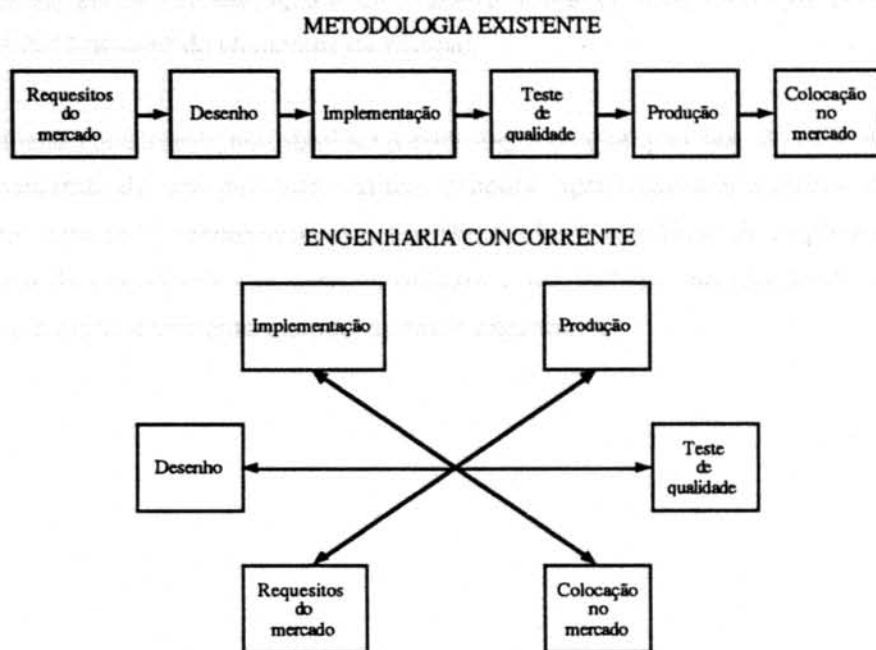 METODOLOGIA EXISTENTE
Requesitos
do
mercado
Desenho
Implementação
Teste
de
qualidade
Produção
Colocação
no
mercado
ENGENHARIA CONCORRENTE
Implementação
Produção
Desenho
Teste
de
qualidade
Requesitos
do
mercado
Colocação
no
mercado